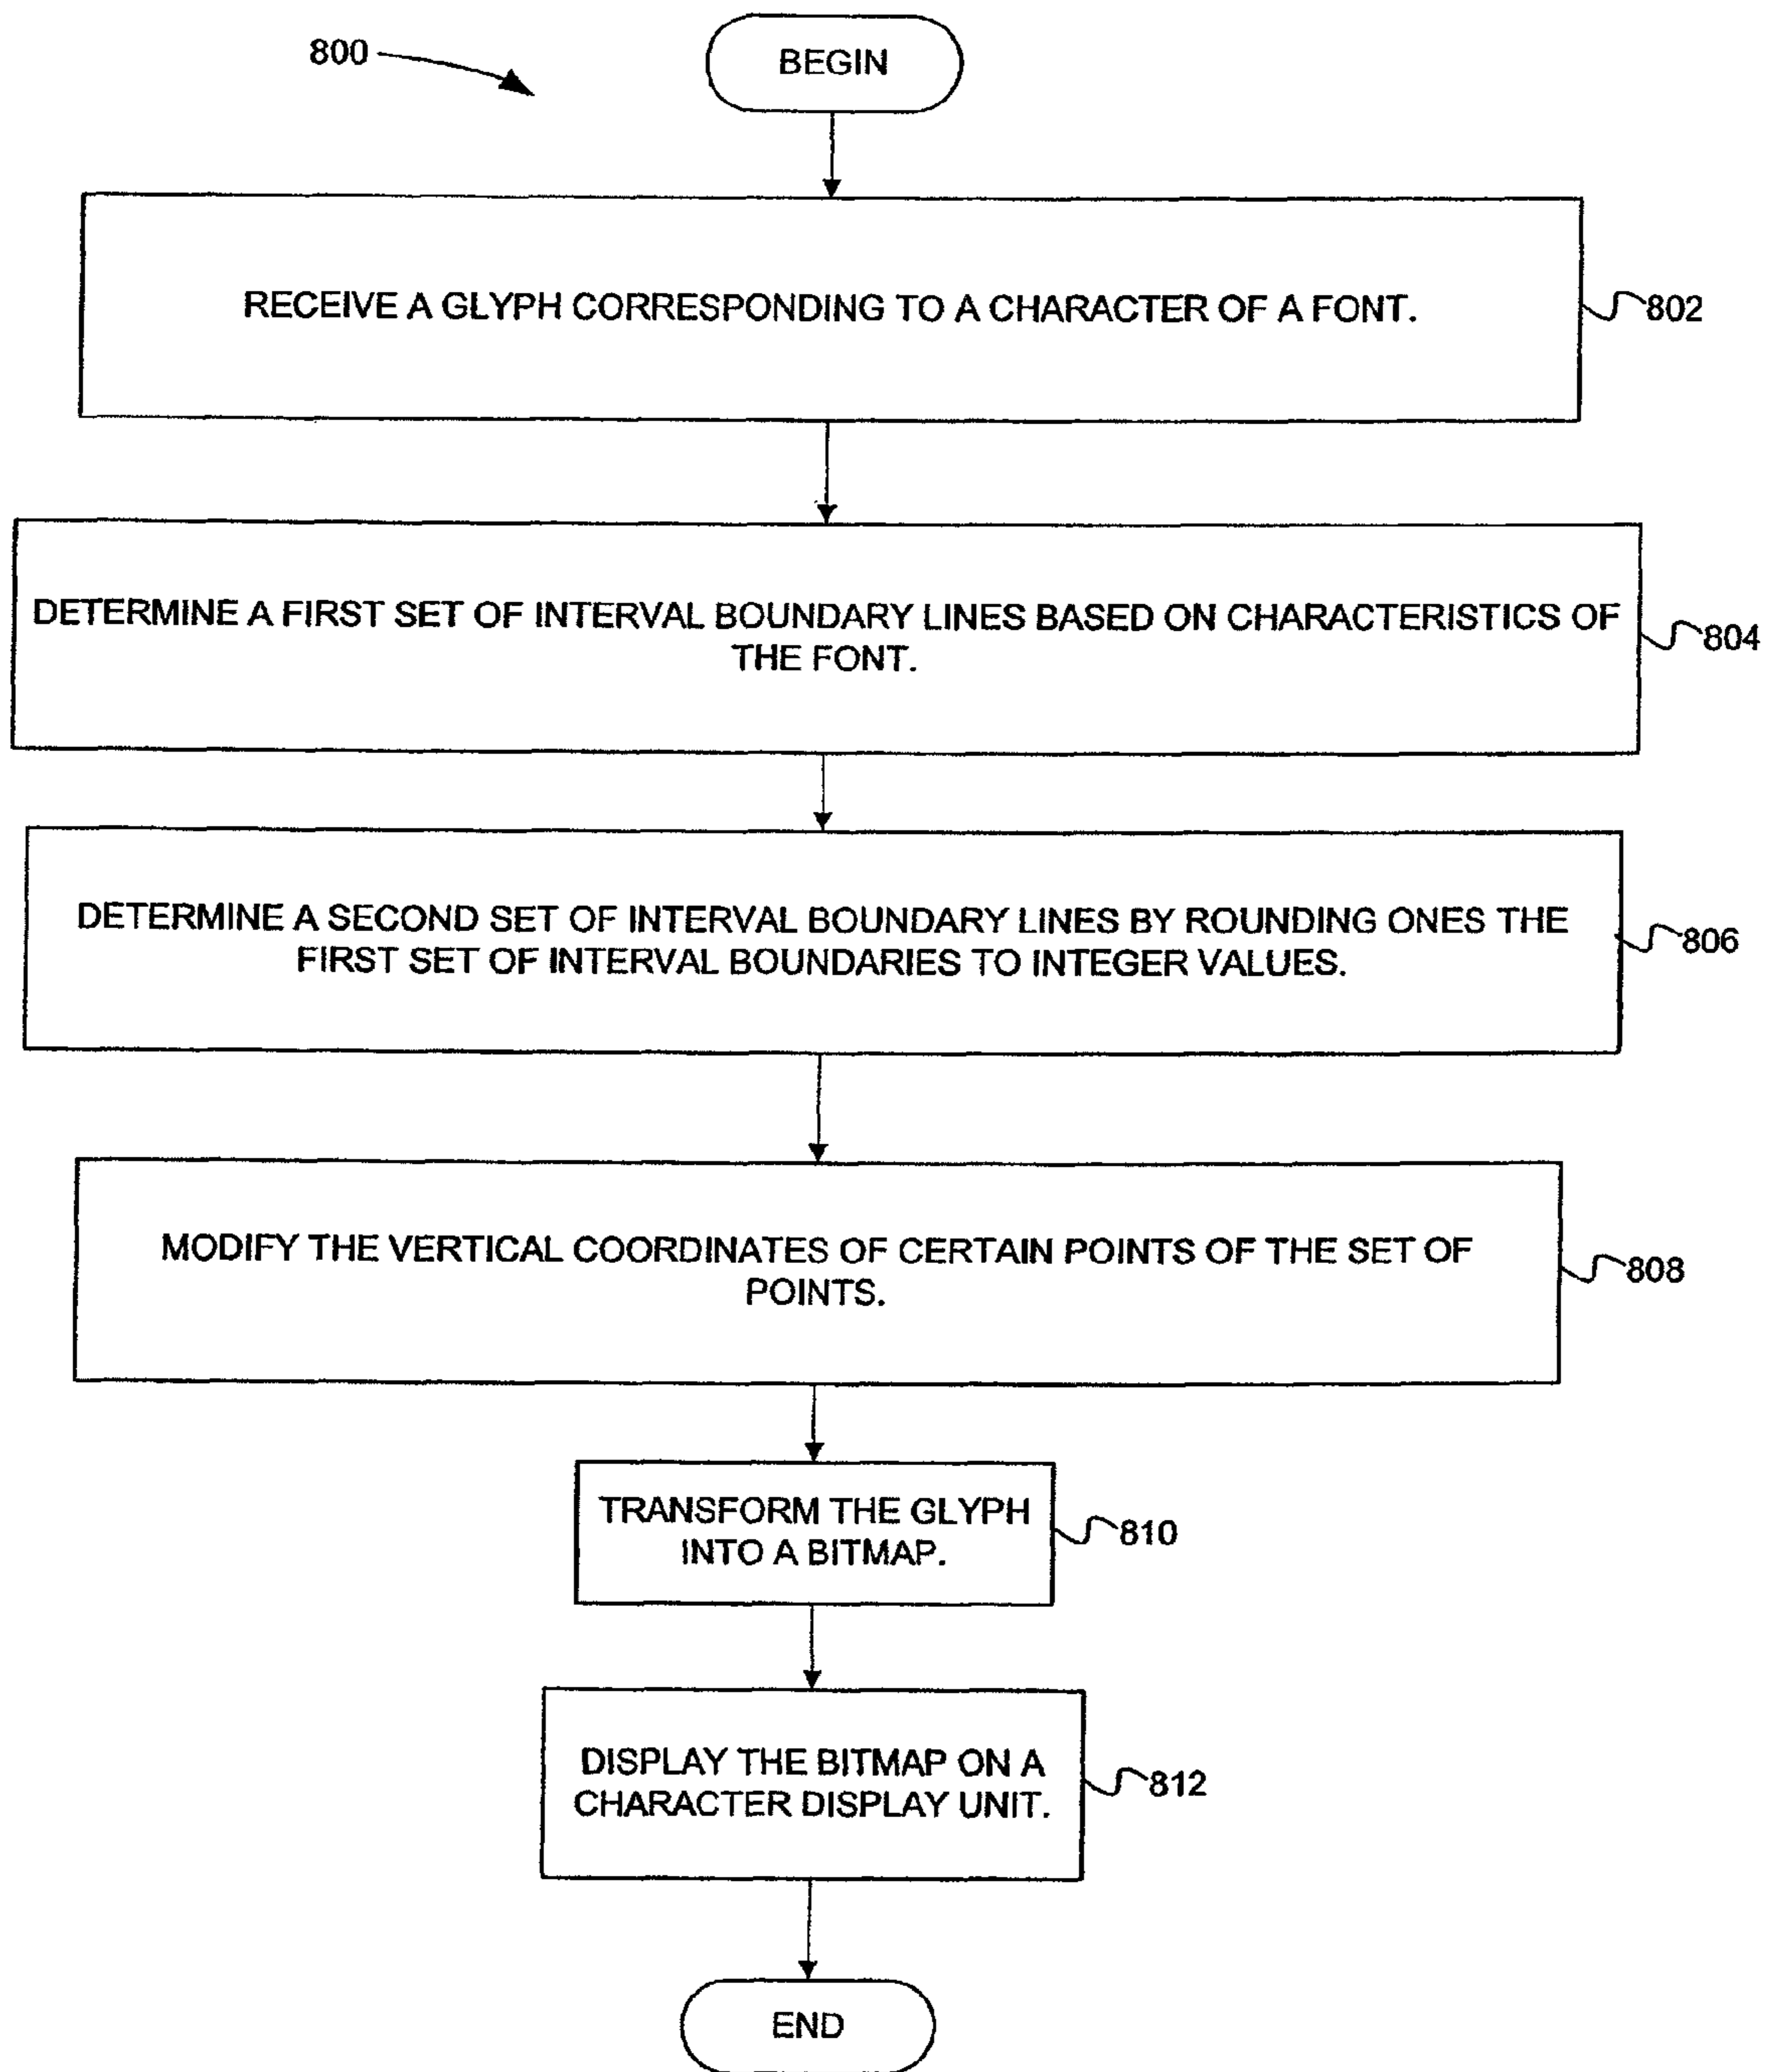 800
BEGIN
RECEIVE A GLYPH CORRESPONDING TO A CHARACTER OF A FONT.
802
DETERMINE A FIRST SET OF INTERVAL BOUNDARY LINES BASED ON CHARACTERISTICS OF
THE FONT.
804
DETERMINE A SECOND SET OF INTERVAL BOUNDARY LINES BY ROUNDING ONES THE
FIRST SET OF INTERVAL BOUNDARIES TO INTEGER VALUES.
806
MODIFY THE VERTICAL COORDINATES OF CERTAIN POINTS OF THE SET OF
POINTS.
808
TRANSFORM THE GLYPH
INTO A BITMAP.
810
DISPLAY THE BITMAP ON A
CHARACTER DISPLAY UNIT.
812
END